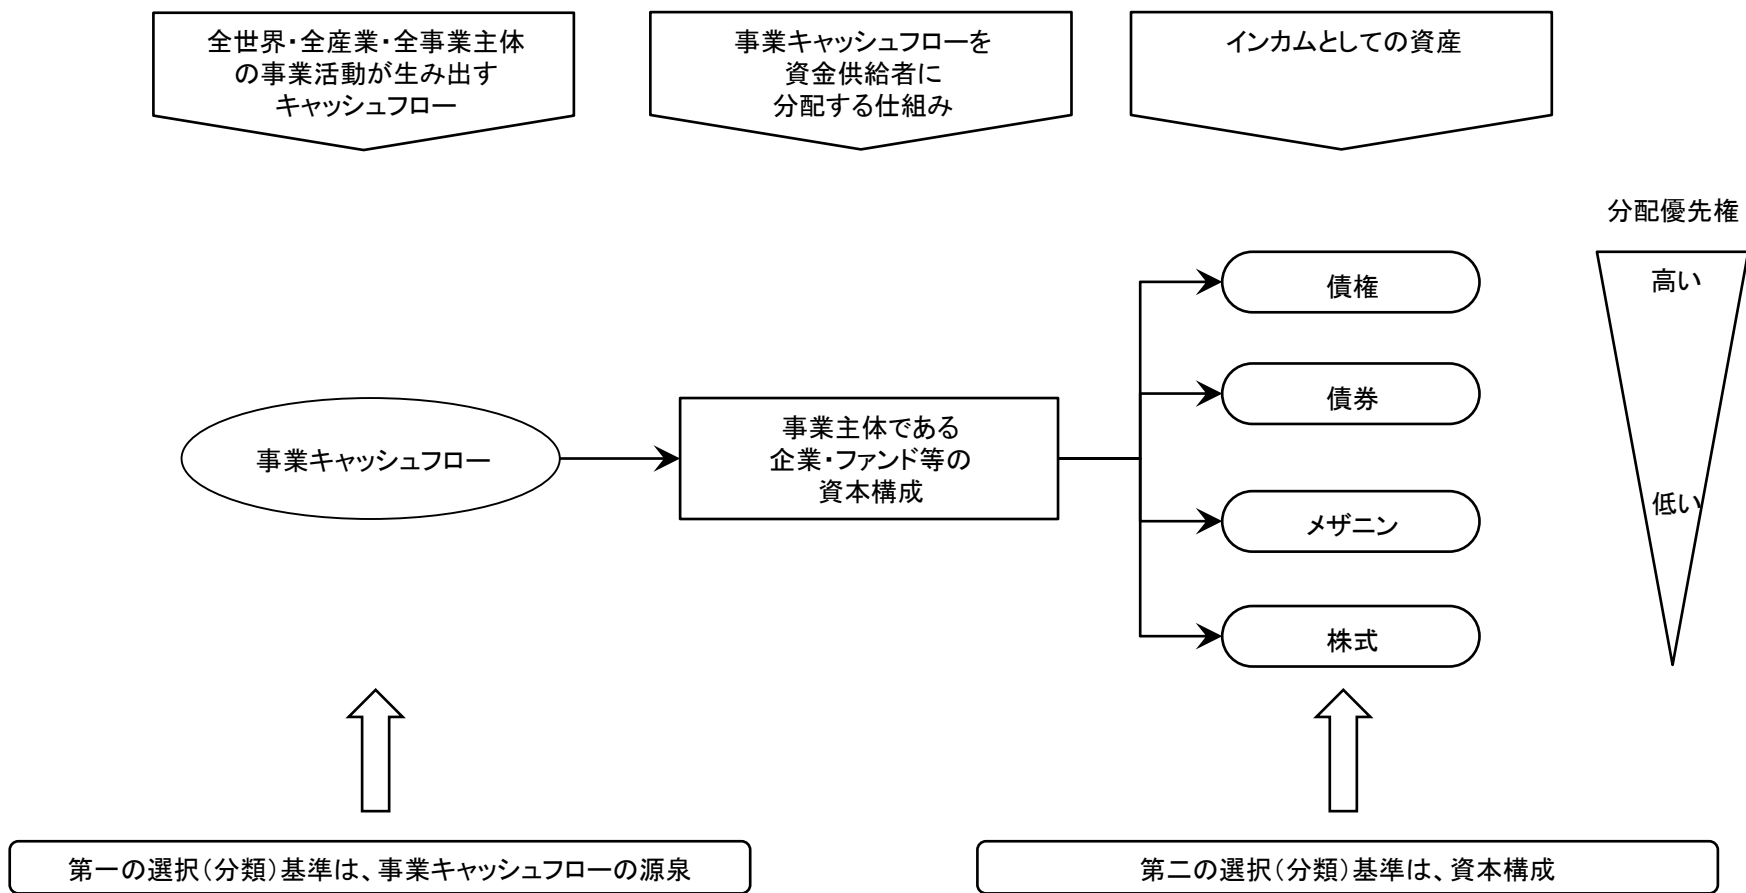 全世界・全産業・全事業主体
の事業活動が生み出す
キャッシュフロー
事業キャッシュフローを
資金供給者に
分配する仕組み
インカムとしての資産
分配優先権
高い
低い
債権
債券
メザニン
株式
事業キャッシュフロー
事業主体である
企業・ファンド等の
資本構成
第一の選択(分類)基準は、事業キャッシュフローの源泉
第二の選択(分類)基準は、資本構成